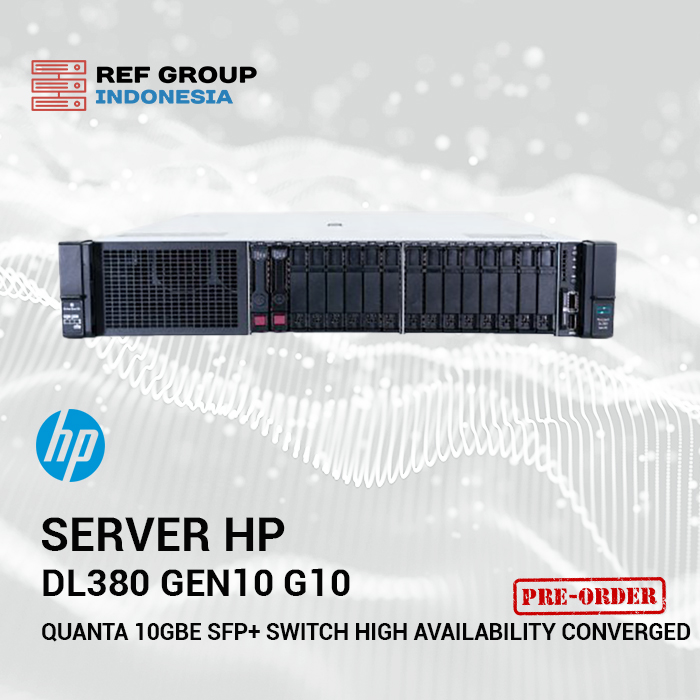 REF GROUP
INDONESIA
hp
SERVER HP
DL380 GEN10 G10
PRE-ORDER
QUANTA 10GBE SFP+ SWITCH HIGH AVAILABILITY CONVERGED